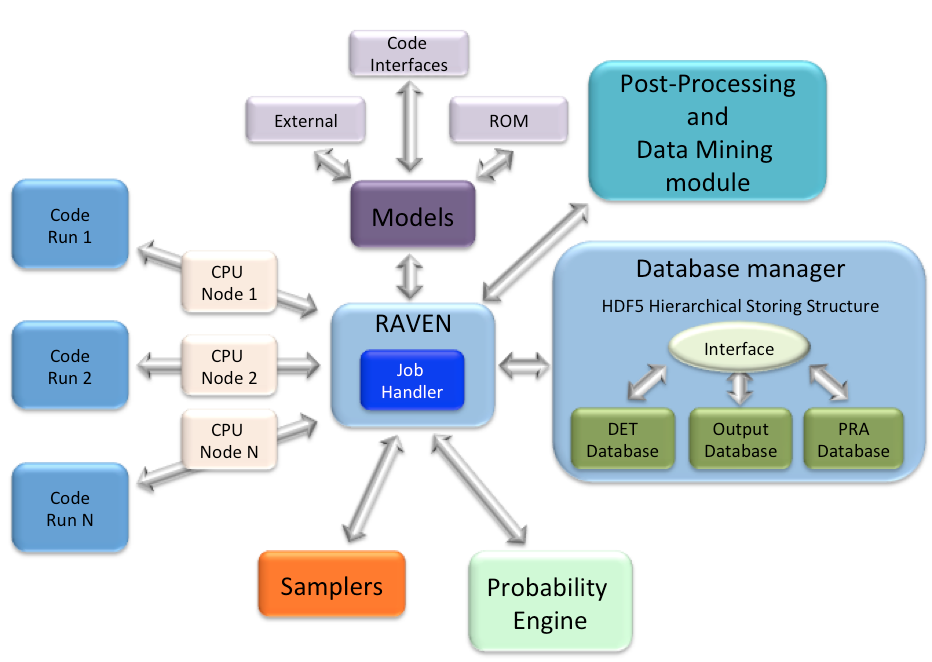 Code
Interfaces
External
ROM
Models
Post-Processing
and
Data Mining
module
Code
Run 1
CPU
Node 1
Code
Run 2
CPU
Node 2
Code
Run N
CPU
Node N
RAVEN
Job
Handler
Database manager
HDF5 Hierarchical Storing Structure
Interface
DET
Database
Output
Database
PRA
Database
Samplers
Probability
Engine